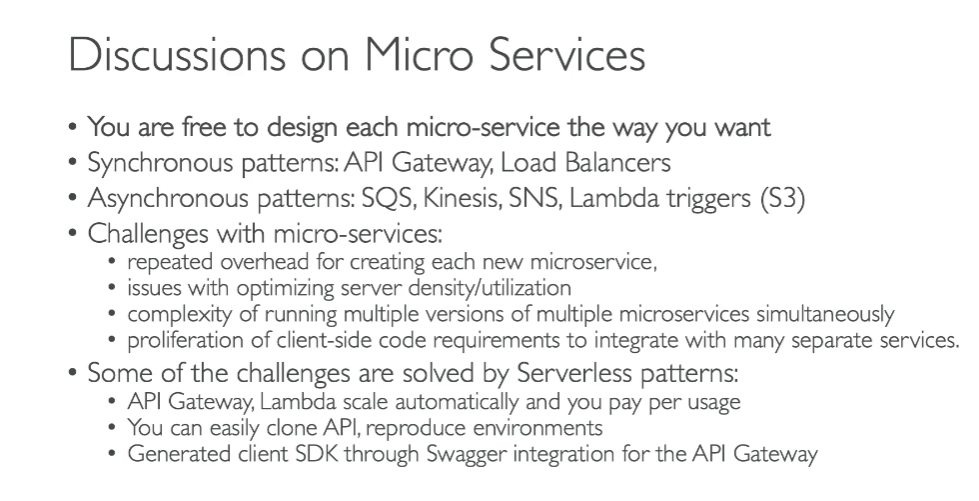 Discussions on Micro Services
• You are free to design each micro-service the way you want
• Synchronous patterns: API Gateway, Load Balancers
• Asynchronous patterns: SQS, Kinesis, SNS, Lambda triggers (S3)
• Challenges with micro-services:
• repeated overhead for creating each new microservice,
• issues with optimizing server density/utilization
• complexity of running multiple versions of multiple microservices simultaneously
• proliferation of client-side code requirements to integrate with many separate services.
• Some of the challenges are solved by Serverless patterns:
• API Gateway, Lambda scale automatically and you pay per usage
• You can easily clone API, reproduce environments
• Generated client SDK through Swagger integration for the API Gateway